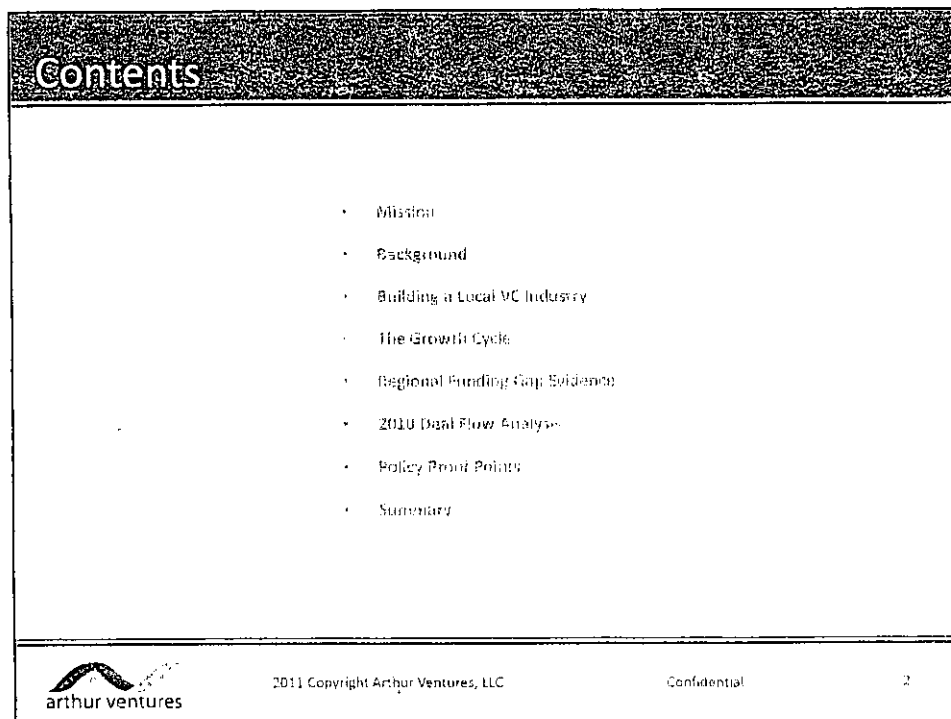 Contents
• Mission
• Background
• Building a Local VC Industry
• The Growth Cycle
• Regional Funding Gap Evidence
• 2010 Deal Flow Analysis
• Policy Proof Points
• Summary
arthur ventures
2011 Copyright Arthur Ventures, LLC
Confidential
2